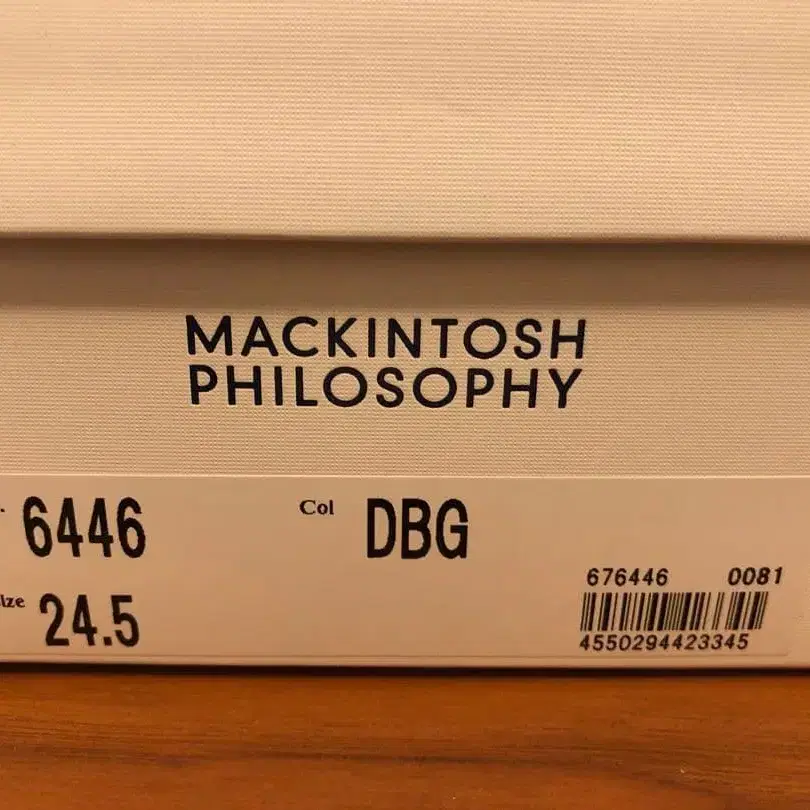 MACKINTOSH
PHILOSOPHY
6446
Col DBG
676446 0081
24.5
4550294423345